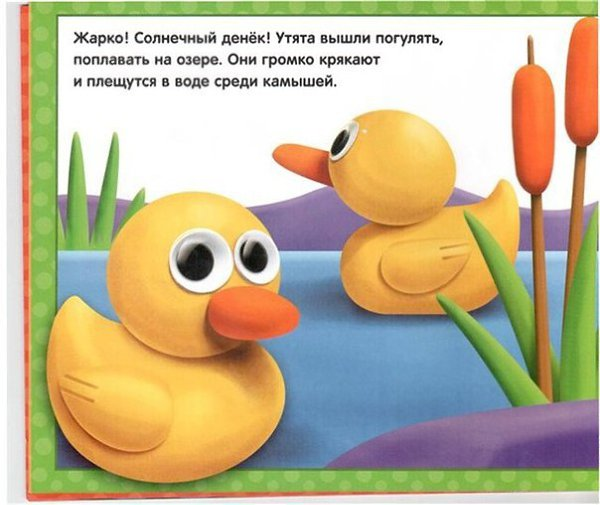 Жарко! Солнечный денёк! Утята вышли погулять,
поплавать на озере. Они громко крякают
и плещутся в воде среди камышей.